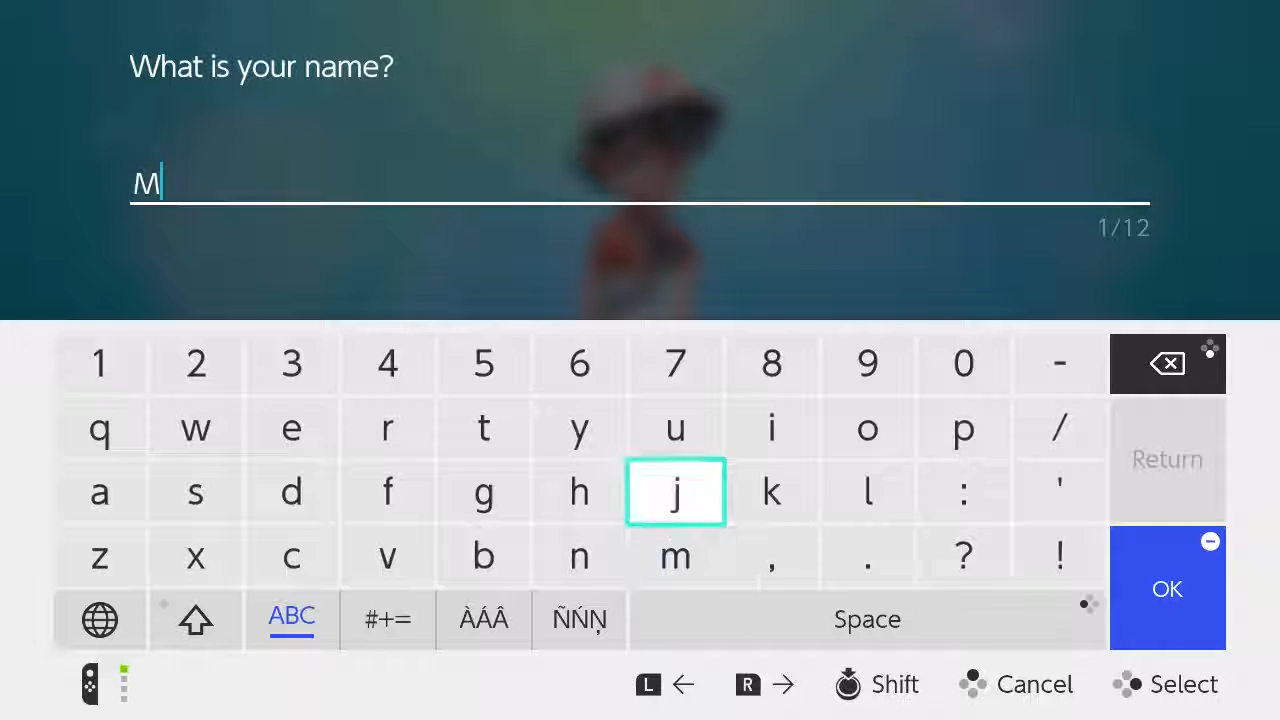 What is your name?
M
1/12
1 2 3 4 5 6 7 8 9 0 -
q w e r t y u i o p /
Return
a s d f g h j k l : '
z x c v b n m , . ? !
OK
ABC #+= ÀÁÂ ÑŃŅ Space
L ← R → Shift Cancel Select